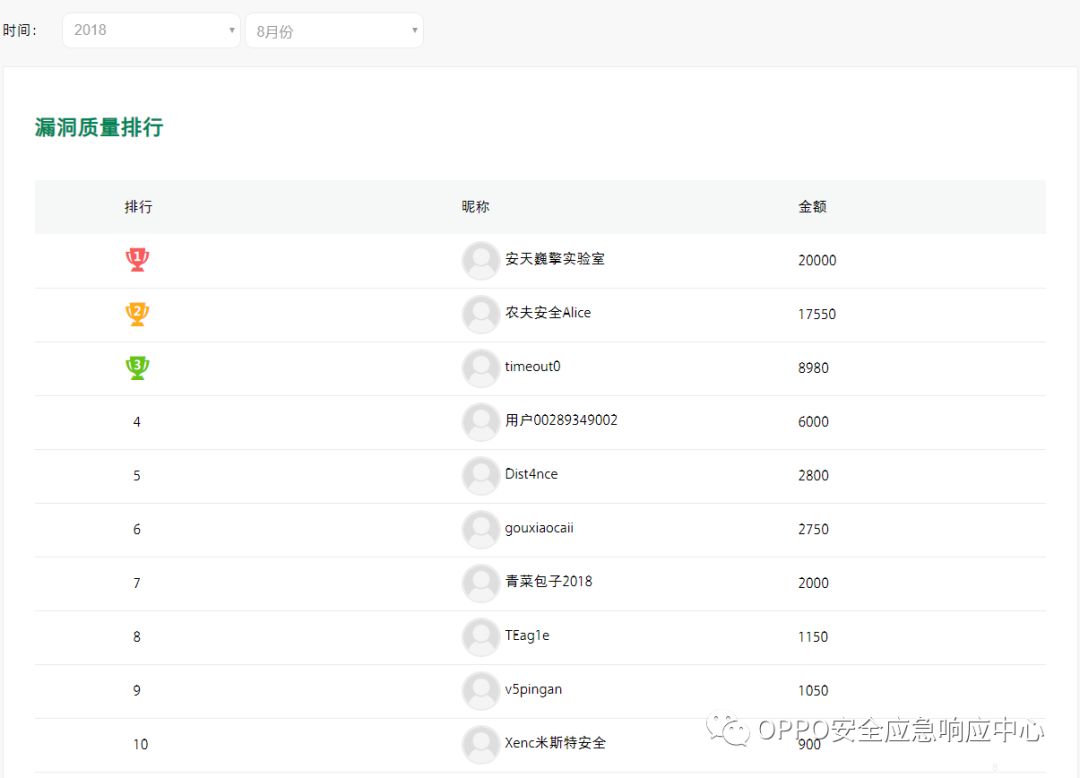 时间： 2018 8月份
漏洞质量排行
排行 昵称 金额
1 安天巍擎实验室 20000
2 农夫安全Alice 17550
3 timeout0 8980
4 用户00289349002 6000
5 Dist4nce 2800
6 gouxiaocaii 2750
7 青菜包子2018 2000
8 TEag1e 1150
9 v5pingan 1050
10 Xenc米斯特安全 900
OPPO安全应急响应中心